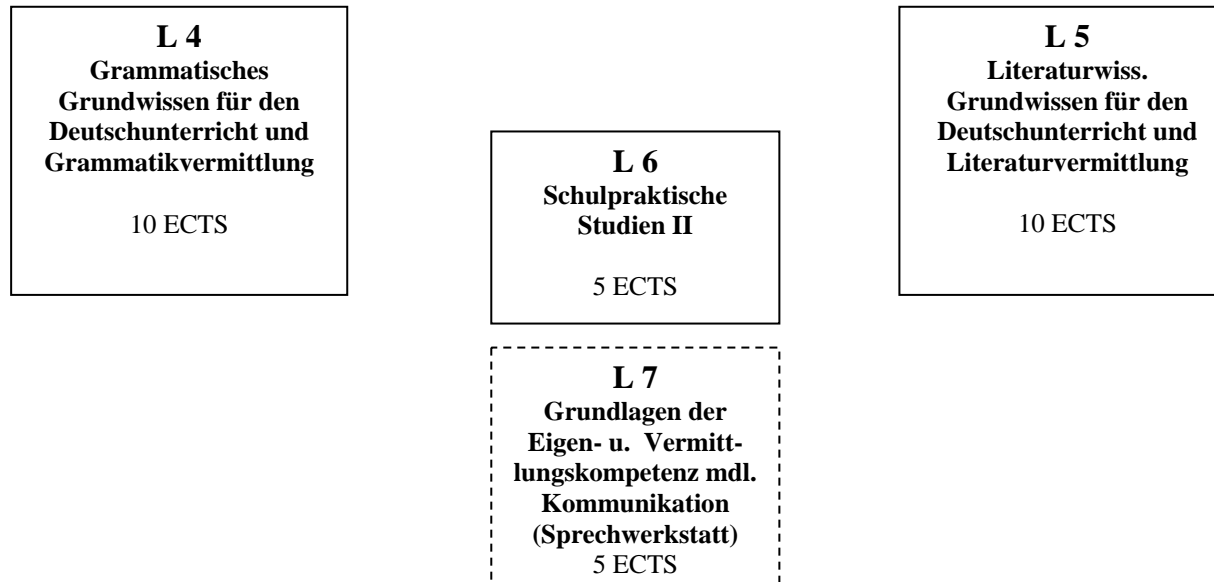 L 4
Grammatisches
Grundwissen für den
Deutschunterricht und
Grammatikvermittlung
10 ECTS
L 6
Schulpraktische
Studien II
5 ECTS
L 5
Literaturwiss.
Grundwissen für den
Deutschunterricht und
Literaturvermittlung
10 ECTS
L 7
Grundlagen der
Eigen- u. Vermitt-
lungskompetenz mdl.
Kommunikation
(Sprechwerkstatt)
5 ECTS